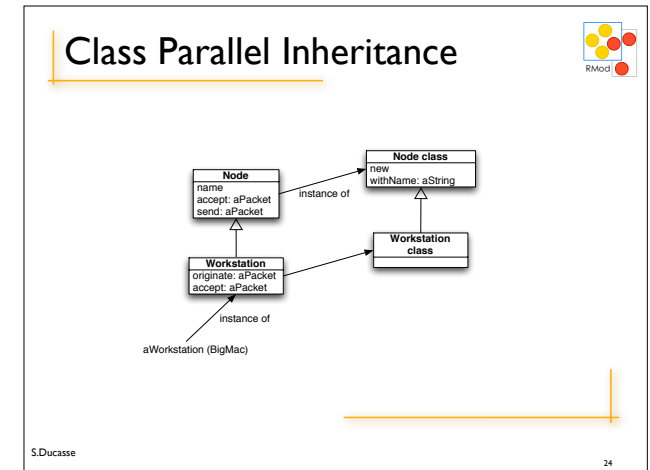 Class Parallel Inheritance
RMod
Node
name
accept: aPacket
send: aPacket
instance of
Node class
new
withName: aString
Workstation
originate: aPacket
accept: aPacket
Workstation
class
instance of
aWorkstation (BigMac)
S.Ducasse
24